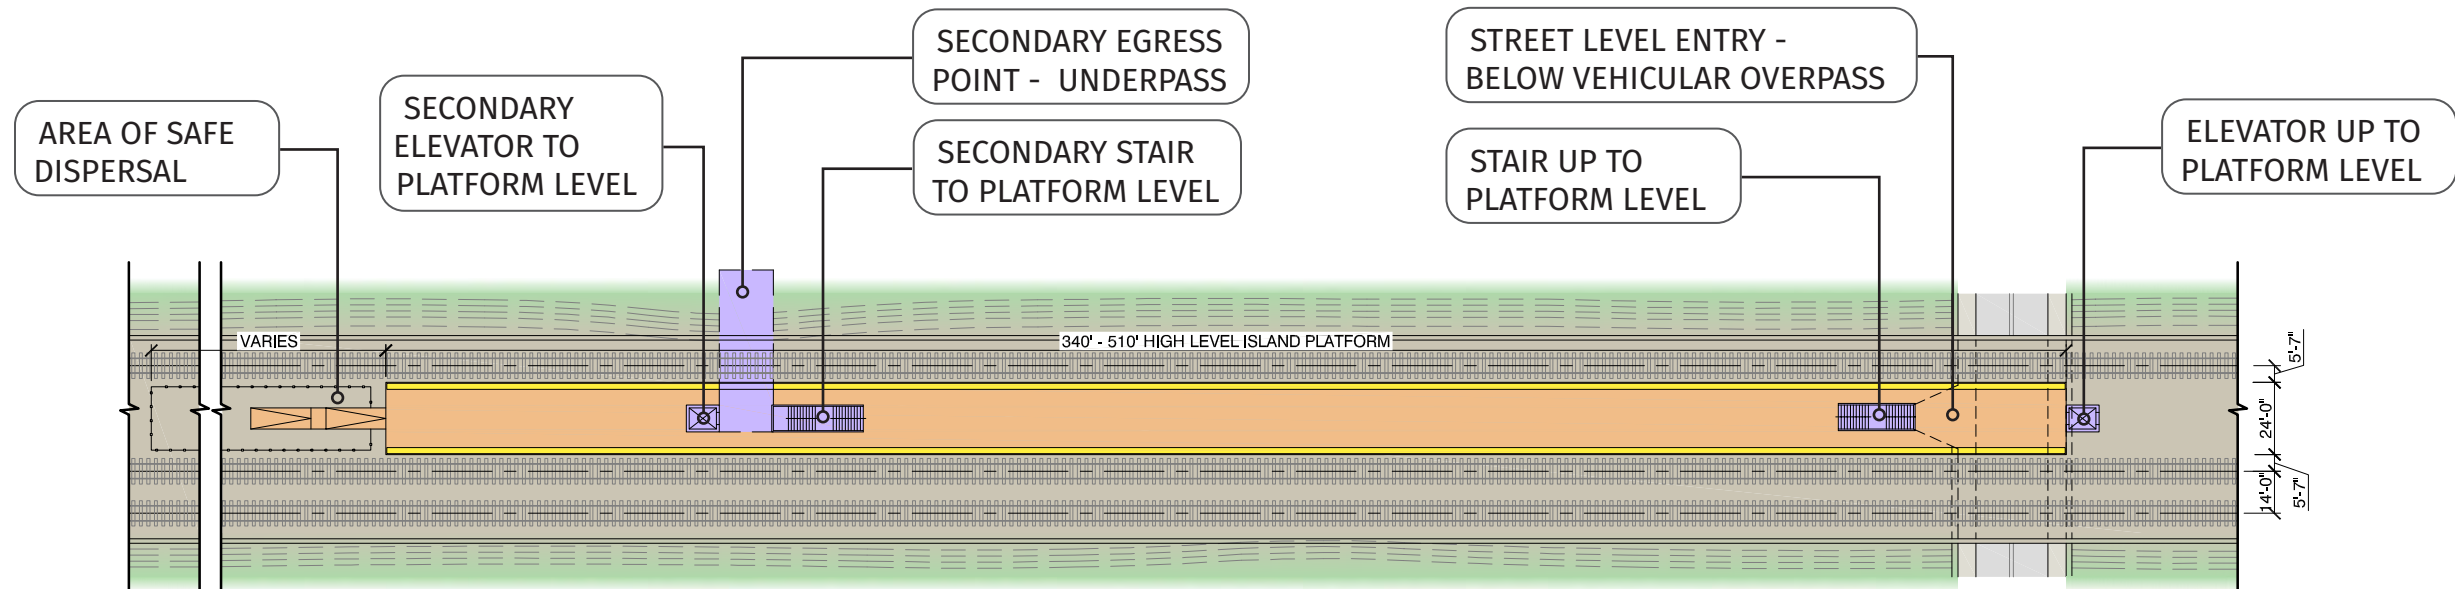 AREA OF SAFE
DISPERSAL
SECONDARY
ELEVATOR TO
PLATFORM LEVEL
SECONDARY EGRESS
POINT - UNDERPASS
SECONDARY STAIR
TO PLATFORM LEVEL
STREET LEVEL ENTRY -
BELOW VEHICULAR OVERPASS
STAIR UP TO
PLATFORM LEVEL
ELEVATOR UP TO
PLATFORM LEVEL
VARIES
340' - 510' HIGH LEVEL ISLAND PLATFORM
5'-7"
24'-0"
14'-0"
5'-7"